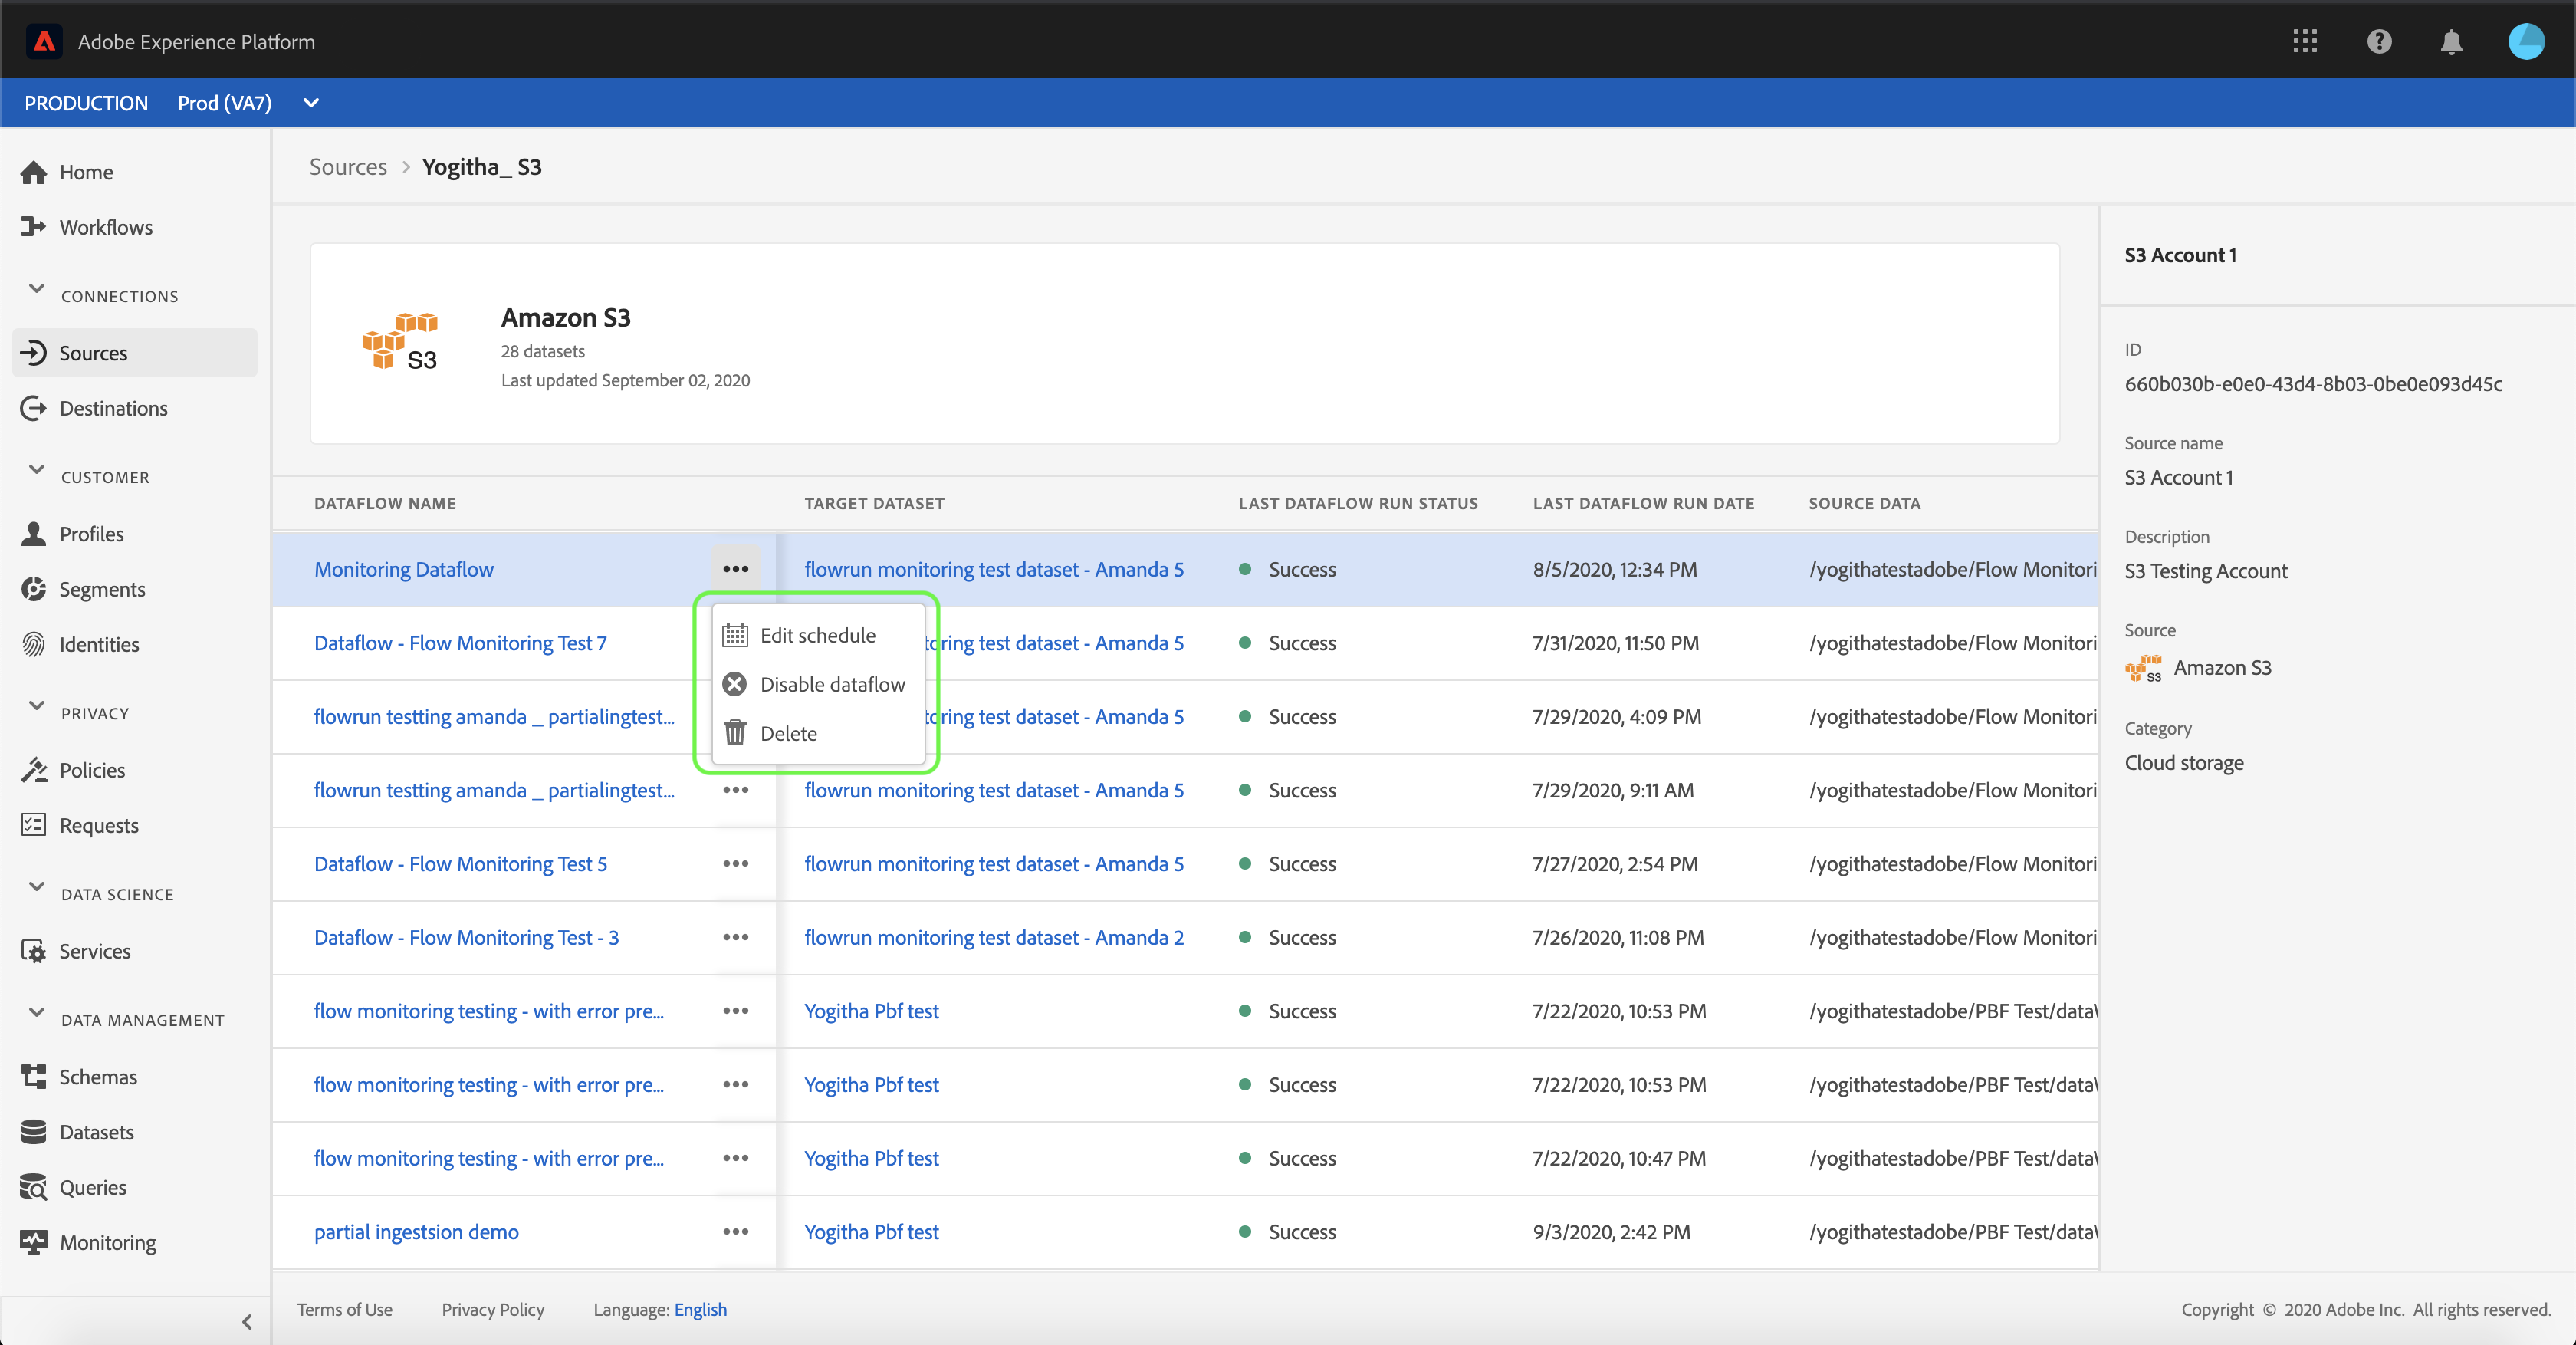 Adobe Experience Platform
PRODUCTION Prod (VA7)
Home
Workflows
CONNECTIONS
Sources
Destinations
CUSTOMER
Profiles
Segments
Identities
PRIVACY
Policies
Requests
DATA SCIENCE
Services
DATA MANAGEMENT
Schemas
Datasets
Queries
Monitoring
Sources > Yogitha_ S3
S3
Amazon S3
28 datasets
Last updated September 02, 2020
DATAFLOW NAME TARGET DATASET LAST DATAFLOW RUN STATUS LAST DATAFLOW RUN DATE SOURCE DATA
Monitoring Dataflow ••• flowrun monitoring test dataset - Amanda 5 Success 8/5/2020, 12:34 PM /yogithatestadobe/Flow Monitori
Dataflow - Flow Monitoring Test 7 toring test dataset - Amanda 5 Success 7/31/2020, 11:50 PM /yogithatestadobe/Flow Monitori
flowrun testting amanda _ partialingtest... toring test dataset - Amanda 5 Success 7/29/2020, 4:09 PM /yogithatestadobe/Flow Monitori
flowrun testting amanda _ partialingtest... ••• flowrun monitoring test dataset - Amanda 5 Success 7/29/2020, 9:11 AM /yogithatestadobe/Flow Monitori
Dataflow - Flow Monitoring Test 5 ••• flowrun monitoring test dataset - Amanda 5 Success 7/27/2020, 2:54 PM /yogithatestadobe/Flow Monitori
Dataflow - Flow Monitoring Test - 3 ••• flowrun monitoring test dataset - Amanda 2 Success 7/26/2020, 11:08 PM /yogithatestadobe/Flow Monitori
flow monitoring testing - with error pre... ••• Yogitha Pbf test Success 7/22/2020, 10:53 PM /yogithatestadobe/PBF Test/data
flow monitoring testing - with error pre... ••• Yogitha Pbf test Success 7/22/2020, 10:53 PM /yogithatestadobe/PBF Test/data
flow monitoring testing - with error pre... ••• Yogitha Pbf test Success 7/22/2020, 10:47 PM /yogithatestadobe/PBF Test/data
partial ingestsion demo ••• Yogitha Pbf test Success 9/3/2020, 2:42 PM /yogithatestadobe/PBF Test/data
Edit schedule
Disable dataflow
Delete
S3 Account 1
ID
660b030b-e0e0-43d4-8b03-0be0e093d45c
Source name
S3 Account 1
Description
S3 Testing Account
Source
S3 Amazon S3
Category
Cloud storage
Terms of Use Privacy Policy Language: English Copyright © 2020 Adobe Inc. All rights reserved.